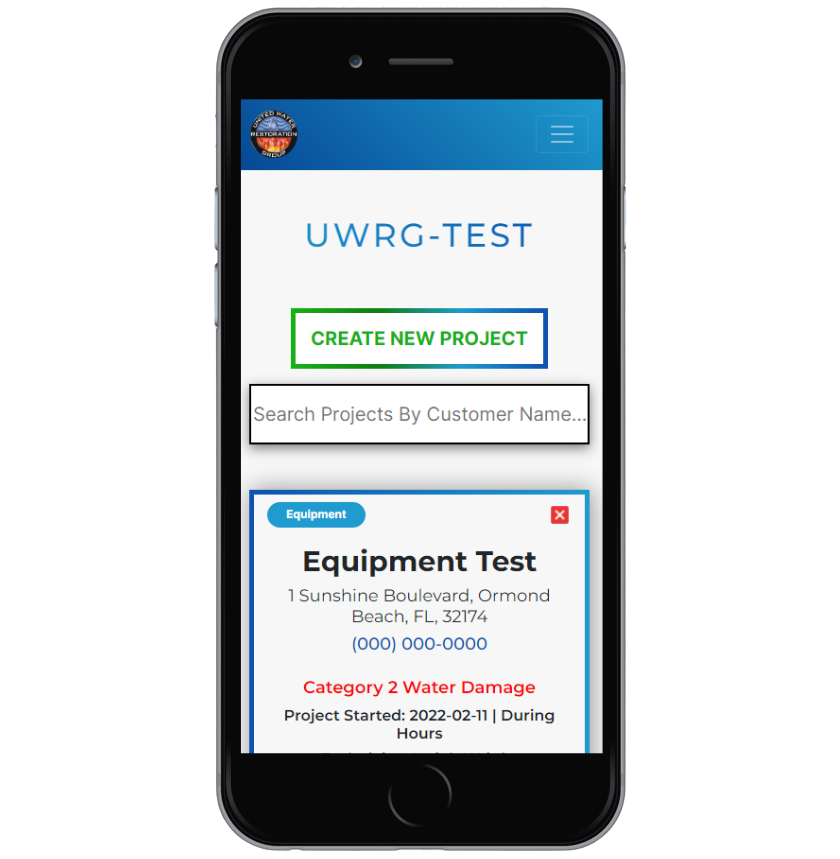 UNITED WATER
RESTORATION
GROUP
UWRG-TEST
CREATE NEW PROJECT
Search Projects By Customer Name...
Equipment
Equipment Test
1 Sunshine Boulevard, Ormond
Beach, FL, 32174
(000) 000-0000
Category 2 Water Damage
Project Started: 2022-02-11 | During
Hours